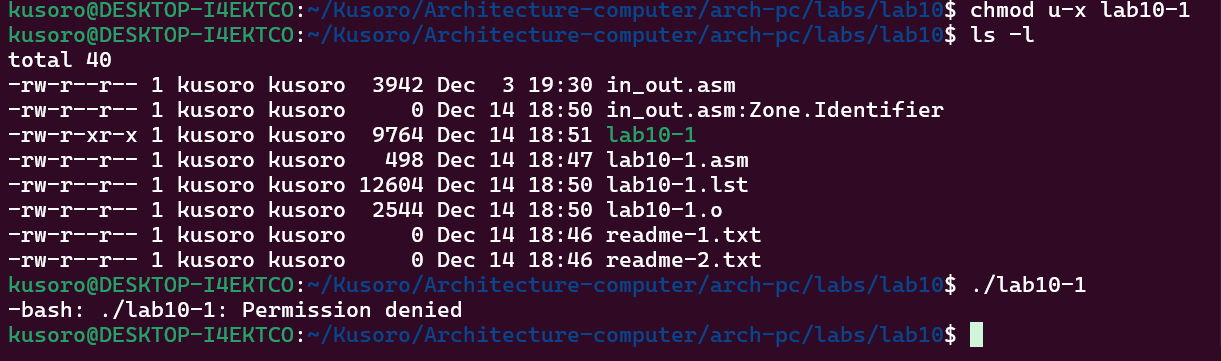 kusoro@DESKTOP-I4EKTCO:~/Kusoro/Architecture-computer/arch-pc/labs/lab10$ chmod u-x lab10-1
kusoro@DESKTOP-I4EKTCO:~/Kusoro/Architecture-computer/arch-pc/labs/lab10$ ls -l
total 40
-rw-r--r-- 1 kusoro kusoro  3942 Dec  3 19:30 in_out.asm
-rw-r--r-- 1 kusoro kusoro     0 Dec 14 18:50 in_out.asm:Zone.Identifier
-rw-r-xr-x 1 kusoro kusoro  9764 Dec 14 18:51 lab10-1
-rw-r--r-- 1 kusoro kusoro   498 Dec 14 18:47 lab10-1.asm
-rw-r--r-- 1 kusoro kusoro 12604 Dec 14 18:50 lab10-1.lst
-rw-r--r-- 1 kusoro kusoro  2544 Dec 14 18:50 lab10-1.o
-rw-r--r-- 1 kusoro kusoro     0 Dec 14 18:46 readme-1.txt
-rw-r--r-- 1 kusoro kusoro     0 Dec 14 18:46 readme-2.txt
kusoro@DESKTOP-I4EKTCO:~/Kusoro/Architecture-computer/arch-pc/labs/lab10$ ./lab10-1
-bash: ./lab10-1: Permission denied
kusoro@DESKTOP-I4EKTCO:~/Kusoro/Architecture-computer/arch-pc/labs/lab10$